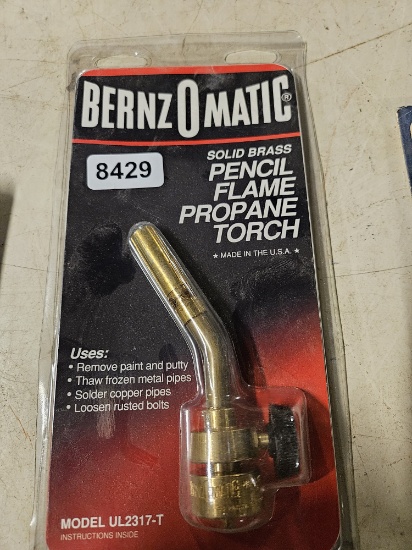 BERNZOMATIC®
8429
SOLID BRASS
PENCIL
FLAME
PROPANE
TORCH
★ MADE IN THE U.S.A. ★
Uses:
• Remove paint and putty
• Thaw frozen metal pipes
• Solder copper pipes
• Loosen rusted bolts
MODEL UL2317-T
INSTRUCTIONS INSIDE